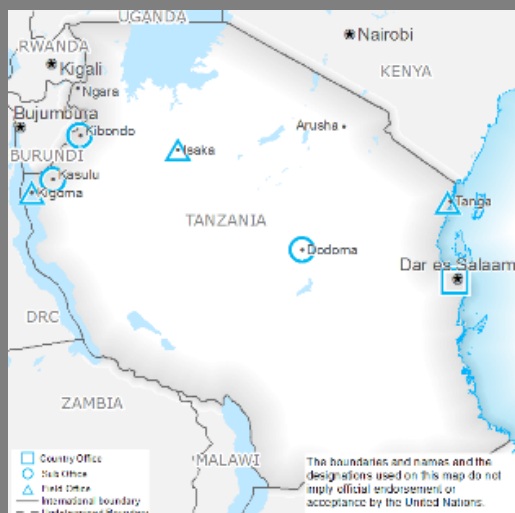 UGANDA
Nairobi
RWANDA
Kigali
KENYA
Ngara
Bujumbura
Kibondo
Arusha
Isaka
BURUNDI
Kasulu
Kigoma
Tanga
TANZANIA
Dodoma
Dar es Salaam
DRC
ZAMBIA
MALAWI
Country Office
Sub Office
Field Office
International boundary
Undetermined Boundary
The boundaries and names and the
designations used on this map do not
imply official endorsement or
acceptance by the United Nations.